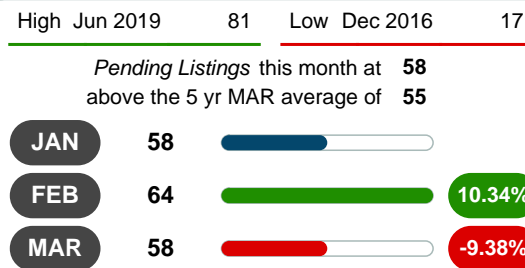 High Jun 2019 81 Low Dec 2016 17
Pending Listings this month at 58
above the 5 yr MAR average of 55
JAN 58
FEB 64 10.34%
MAR 58 -9.38%